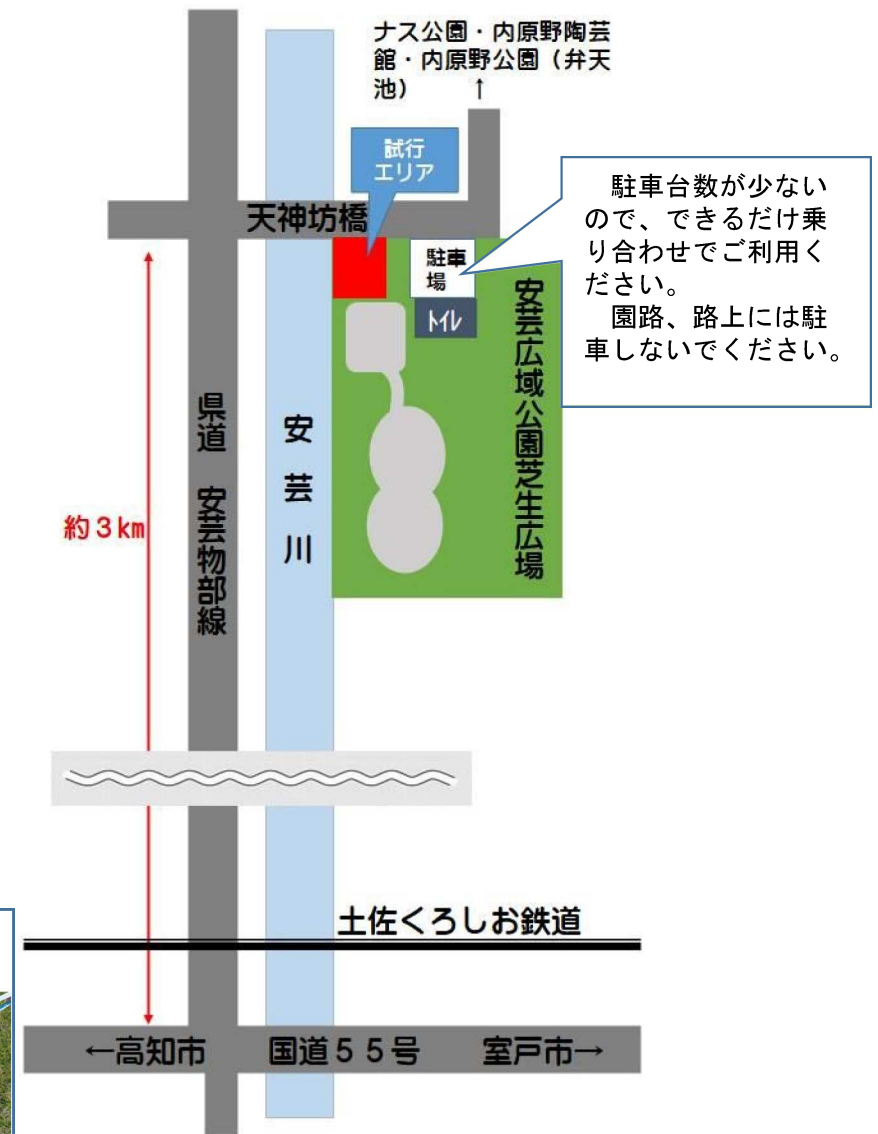 ナス公園・内原野陶芸
館・内原野公園（弁天
池）　↑
試行
エリア
駐車台数が少ない
ので、できるだけ乗
り合わせでご利用く
ださい。
園路、路上には駐
車しないでください。
天神坊橋
駐車
場
ﾄｲﾚ
安芸広域公園芝生広場
県道　安芸物部線
安芸川
約３㎞
土佐くろしお鉄道
←高知市　国道５５号　室戸市→